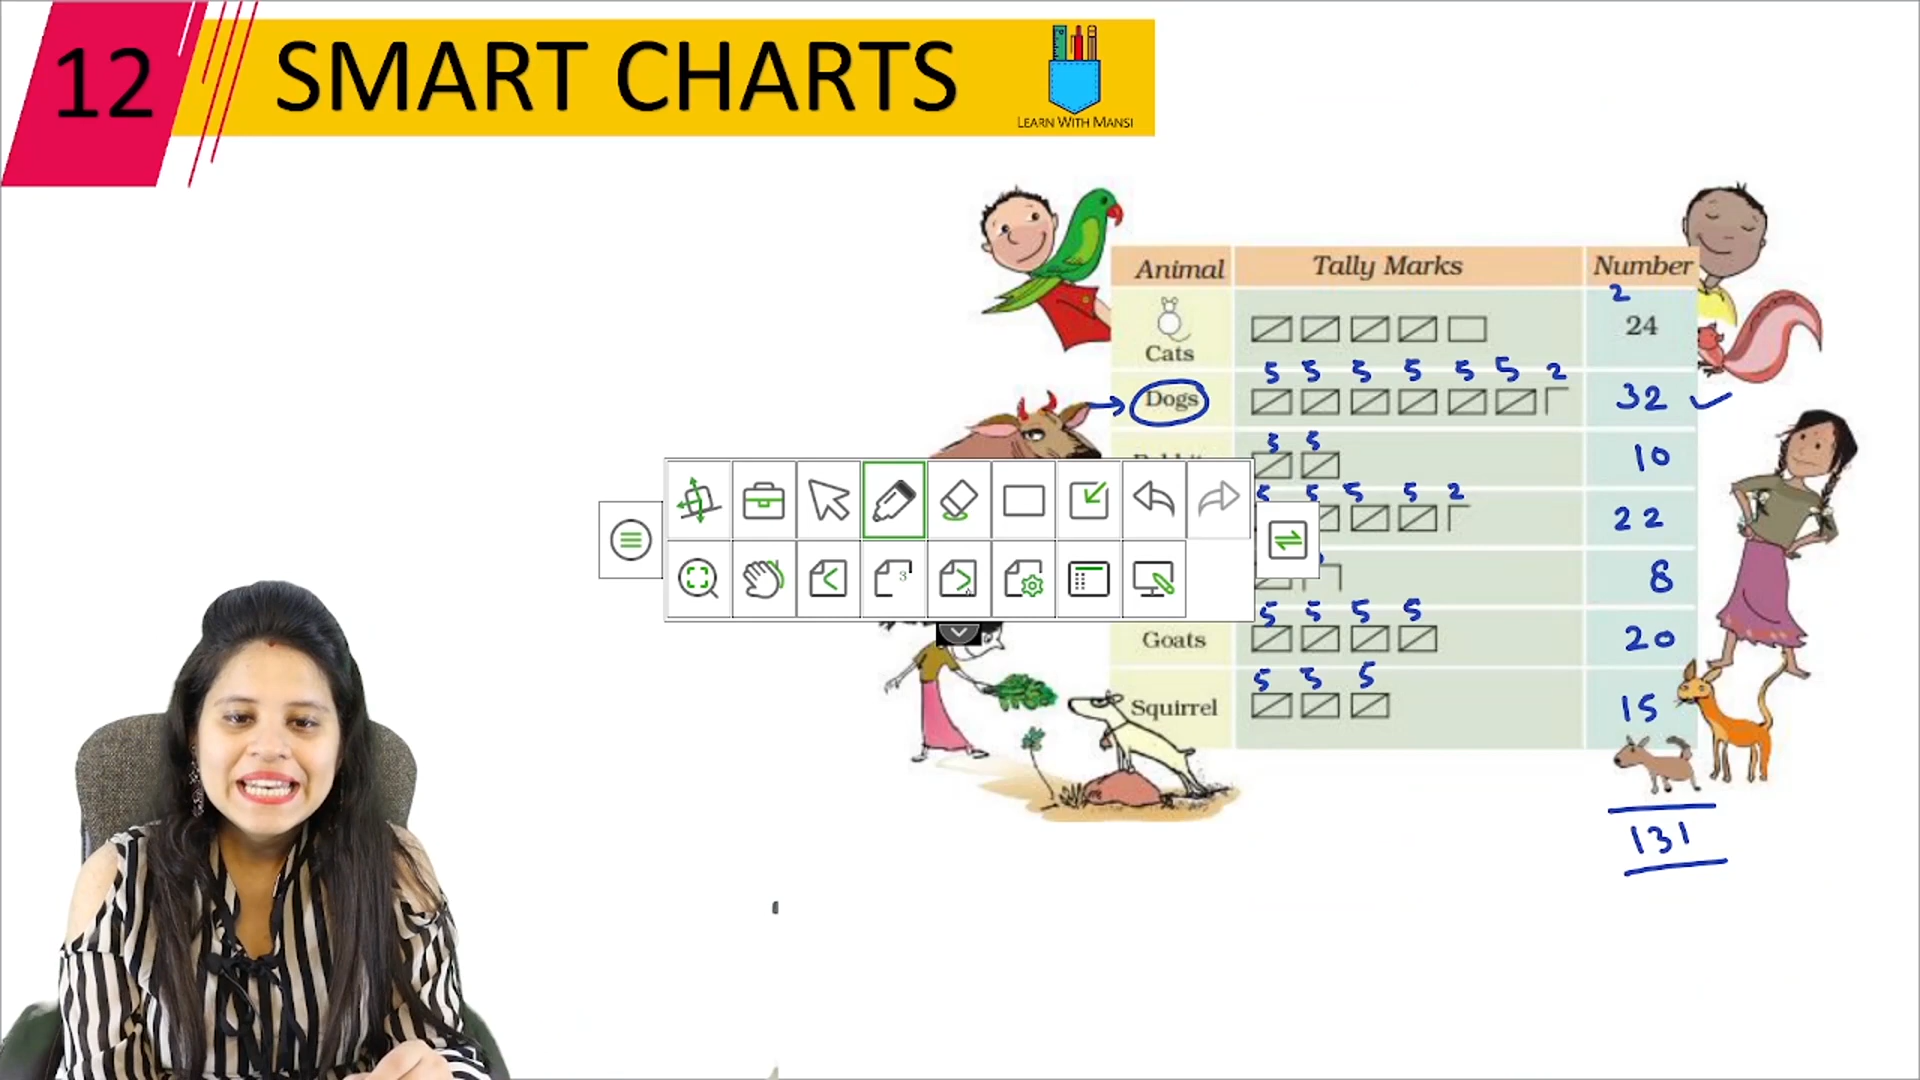 12 SMART CHARTS
LEARN WITH MANSI
Animal Tally Marks Number
2
Cats 24
5 5 5 5 5 5 2
Dogs 32
5 5
10
5 5 5 2
22
8
5 5 5 5
Goats 20
5 5 5
Squirrel 15
131
3